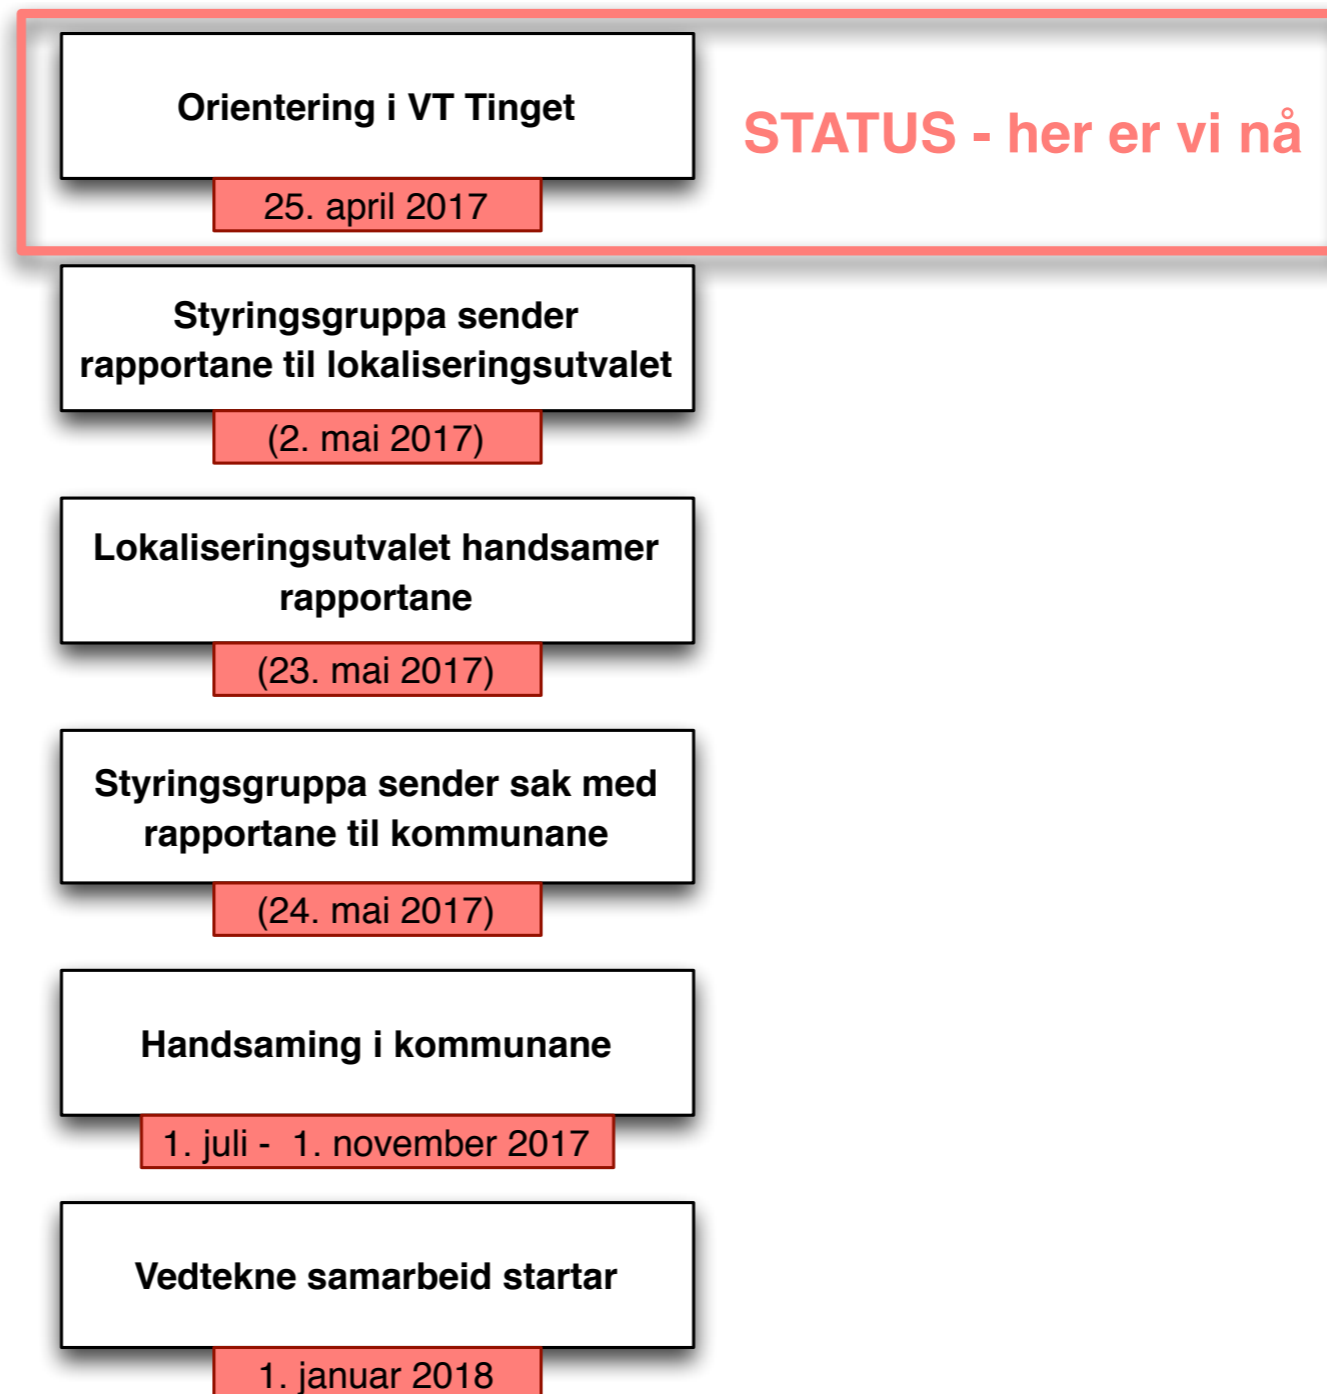 Orientering i VT Tinget
STATUS - her er vi nå
25. april 2017
Styringsgruppa sender
rapportane til lokaliseringsutvalet
(2. mai 2017)
Lokaliseringsutvalet handsamer
rapportane
(23. mai 2017)
Styringsgruppa sender sak med
rapportane til kommunane
(24. mai 2017)
Handsaming i kommunane
1. juli -  1. november 2017
Vedtekne samarbeid startar
1. januar 2018